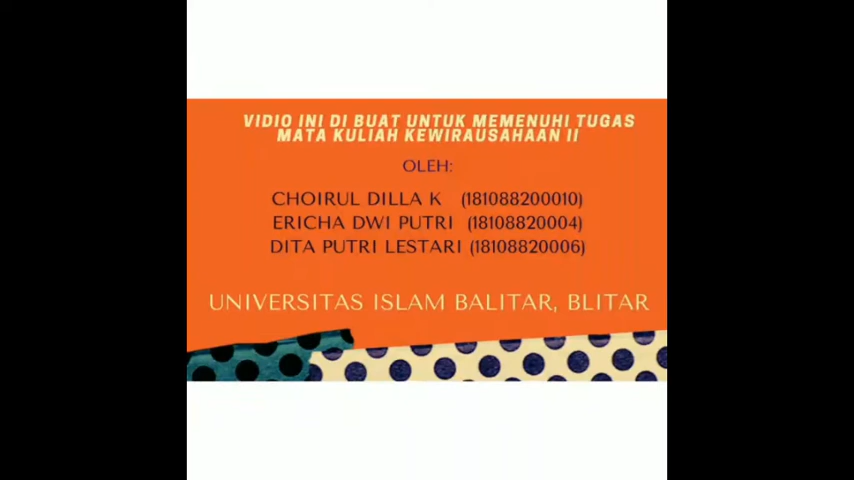 VIDIO INI DI BUAT UNTUK MEMENUHI TUGAS
MATA KULIAH KEWIRAUSAHAAN II
OLEH:
CHOIRUL DILLA K (181088200010)
ERICHA DWI PUTRI (18108820004)
DITA PUTRI LESTARI (18108820006)
UNIVERSITAS ISLAM BALITAR, BLITAR